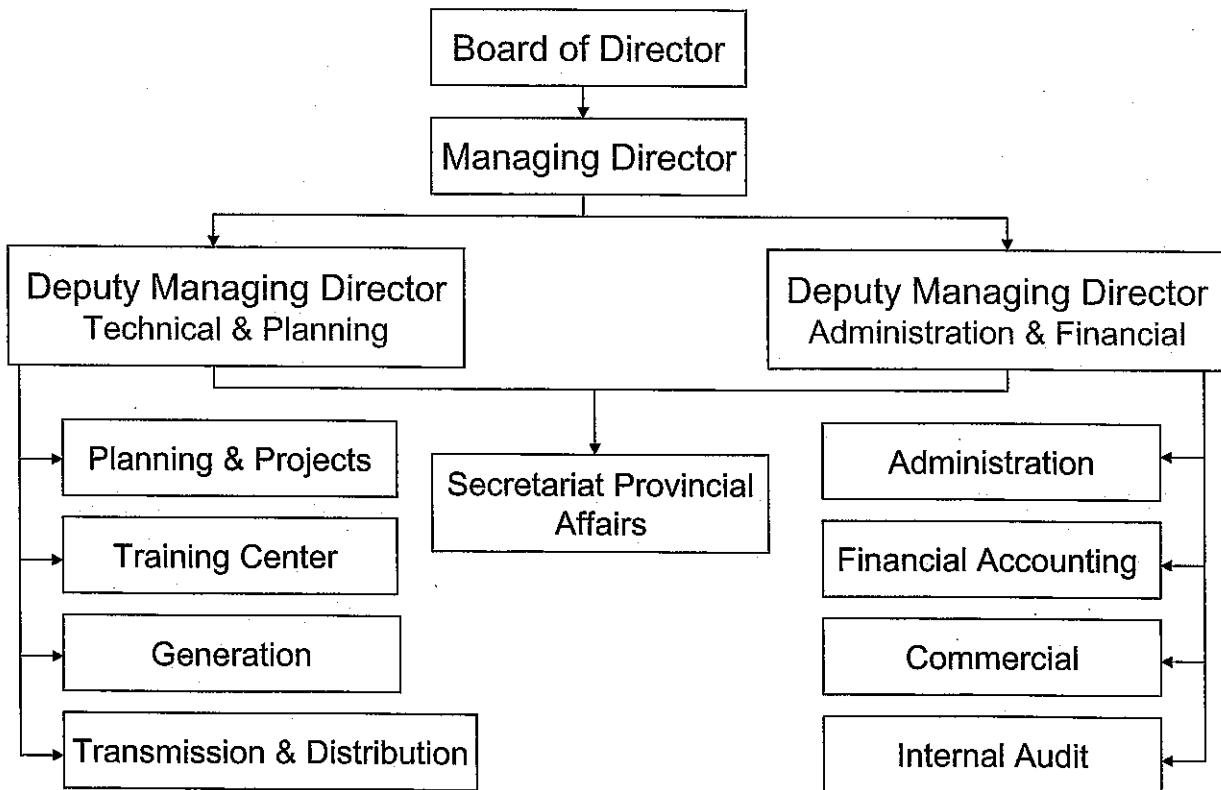 Board of Director
Managing Director
Deputy Managing Director
Technical & Planning
Deputy Managing Director
Administration & Financial
Planning & Projects
Training Center
Generation
Transmission & Distribution
Secretariat Provincial
Affairs
Administration
Financial Accounting
Commercial
Internal Audit